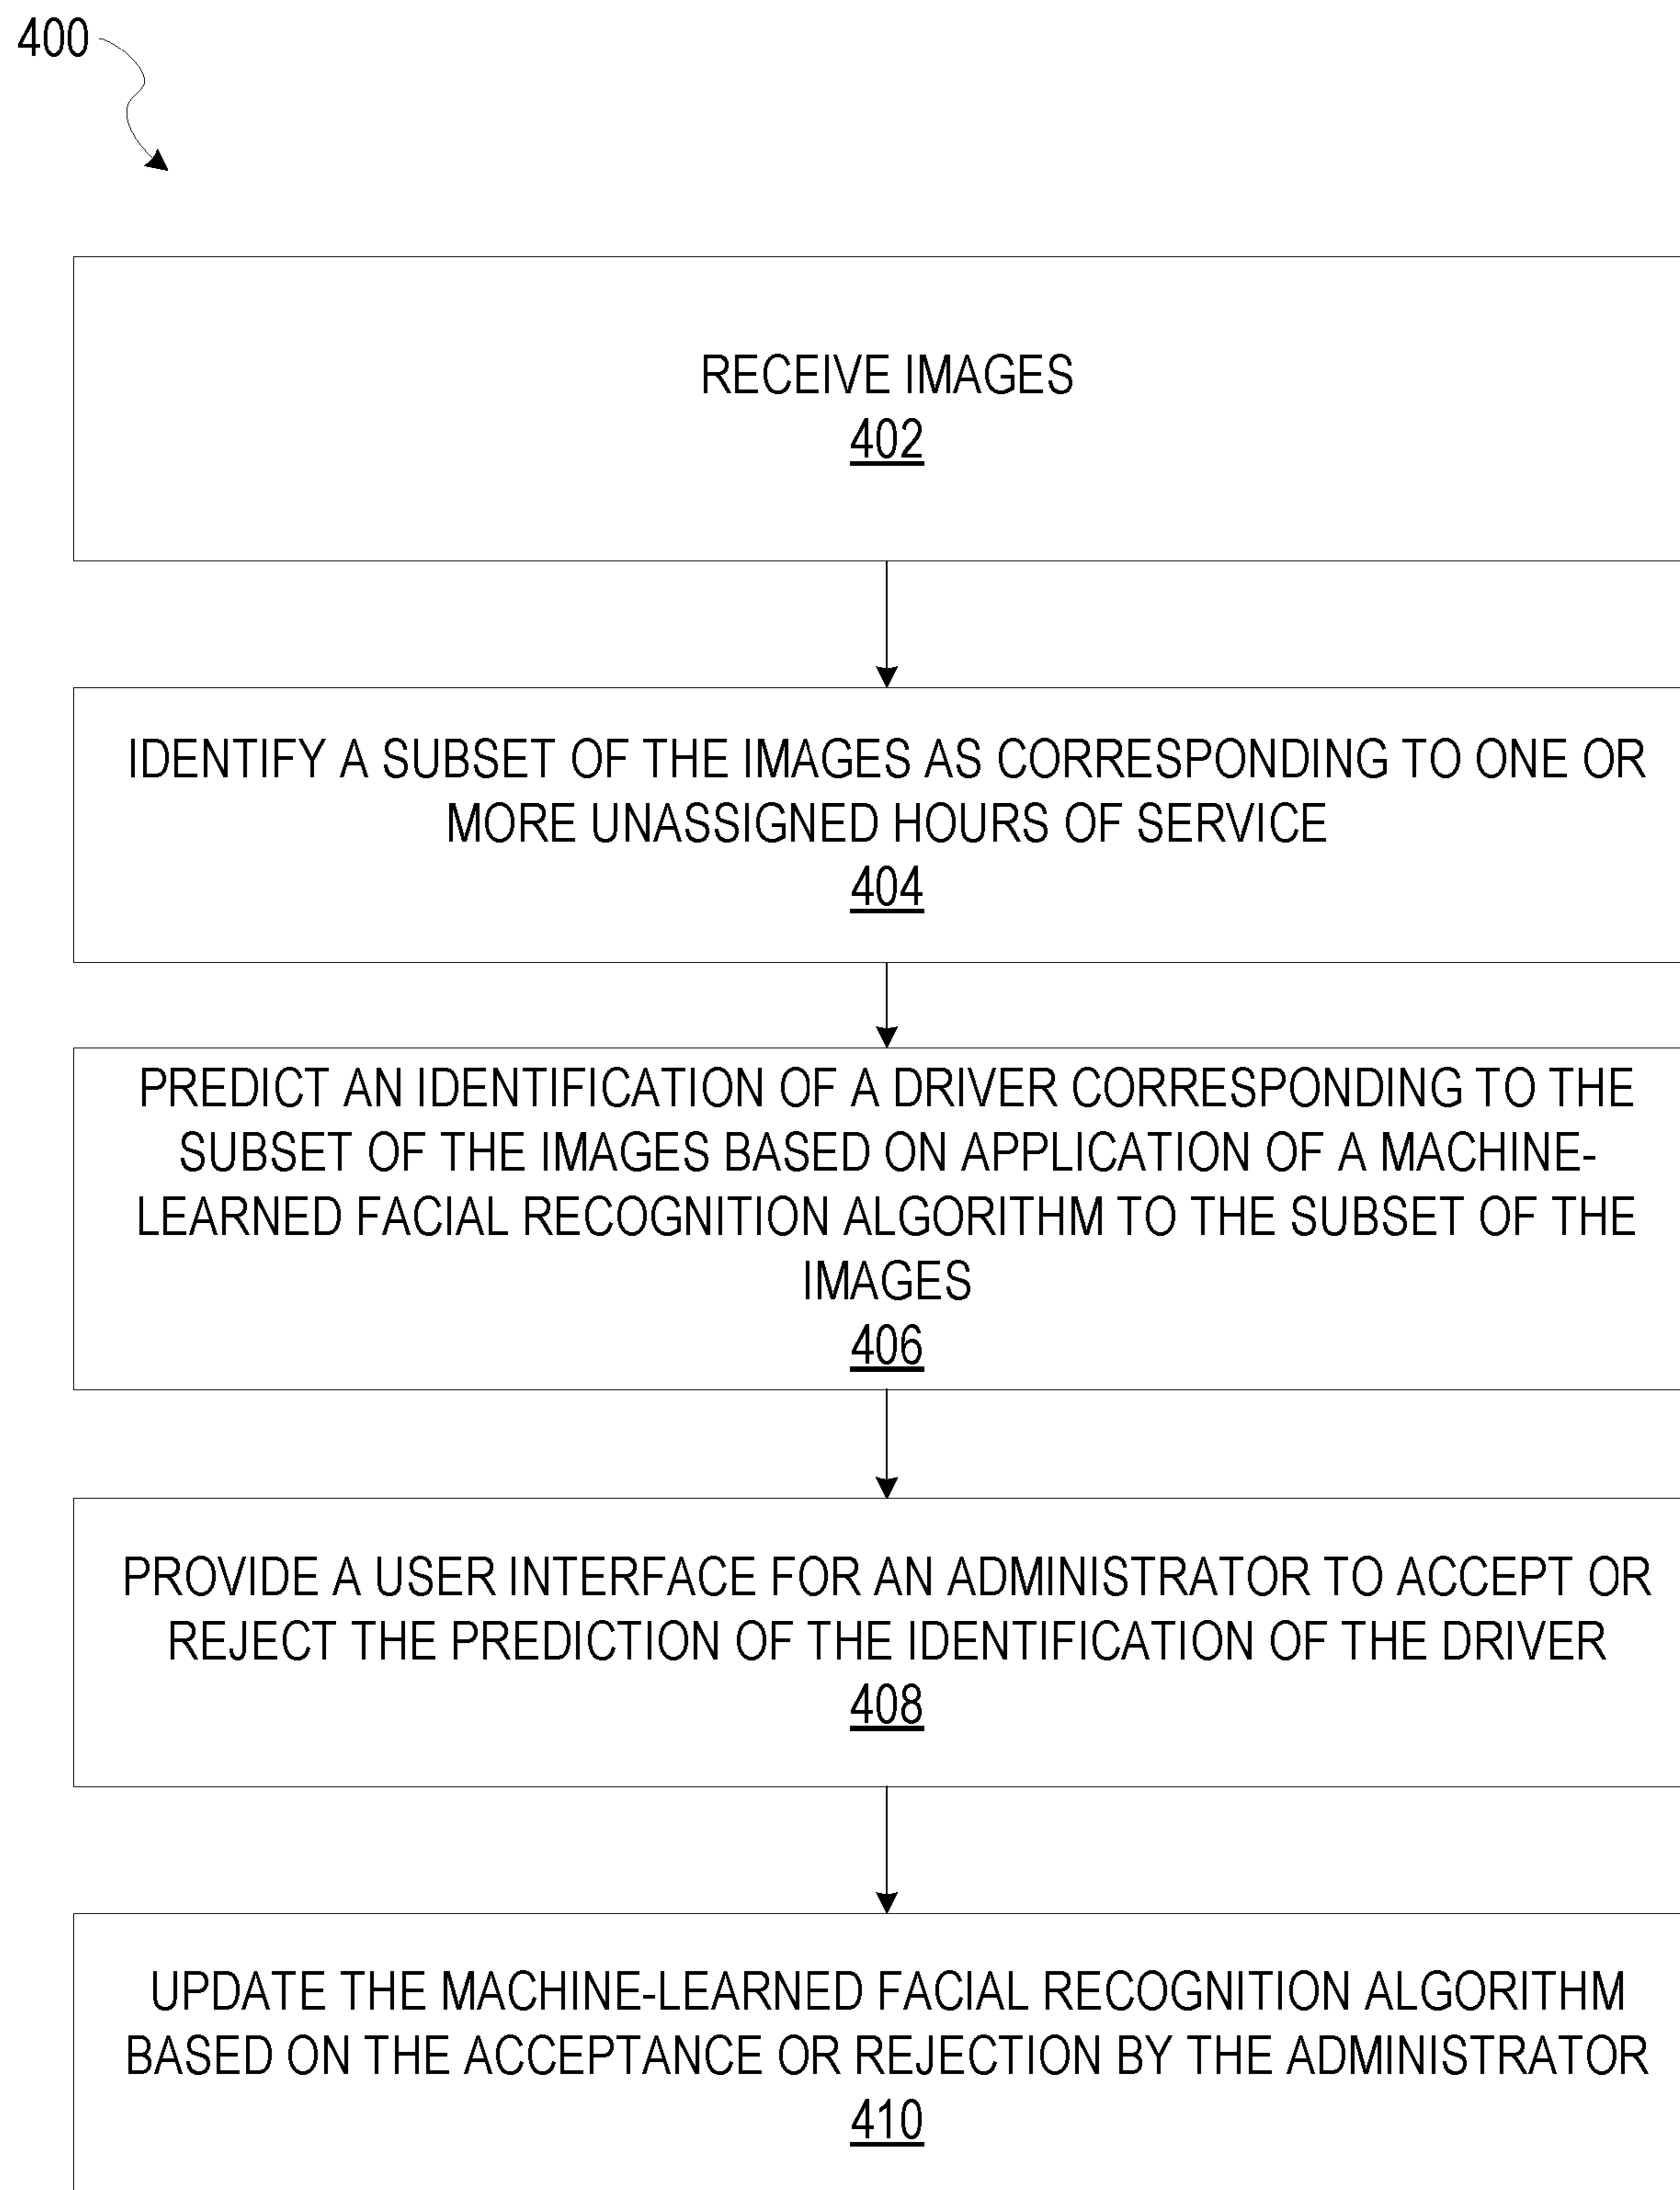 400
RECEIVE IMAGES
402
IDENTIFY A SUBSET OF THE IMAGES AS CORRESPONDING TO ONE OR
MORE UNASSIGNED HOURS OF SERVICE
404
PREDICT AN IDENTIFICATION OF A DRIVER CORRESPONDING TO THE
SUBSET OF THE IMAGES BASED ON APPLICATION OF A MACHINE-
LEARNED FACIAL RECOGNITION ALGORITHM TO THE SUBSET OF THE
IMAGES
406
PROVIDE A USER INTERFACE FOR AN ADMINISTRATOR TO ACCEPT OR
REJECT THE PREDICTION OF THE IDENTIFICATION OF THE DRIVER
408
UPDATE THE MACHINE-LEARNED FACIAL RECOGNITION ALGORITHM
BASED ON THE ACCEPTANCE OR REJECTION BY THE ADMINISTRATOR
410